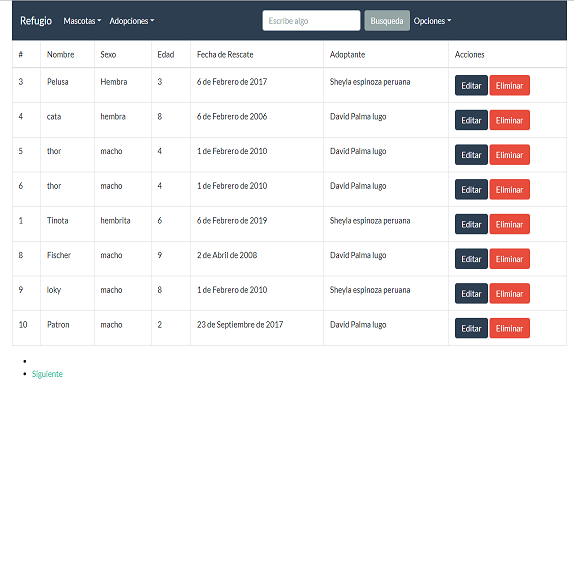 Refugio Mascotas Adopciones Escribe algo Busqueda Opciones
# Nombre Sexo Edad Fecha de Rescate Adoptante Acciones
3 Pelusa Hembra 3 6 de Febrero de 2017 Sheyla espinoza peruana Editar Eliminar
4 cata hembra 8 6 de Febrero de 2006 David Palma lugo Editar Eliminar
5 thor macho 4 1 de Febrero de 2010 David Palma lugo Editar Eliminar
6 thor macho 4 1 de Febrero de 2010 David Palma lugo Editar Eliminar
1 Tinota hembrita 6 6 de Febrero de 2019 Sheyla espinoza peruana Editar Eliminar
8 Fischer macho 9 2 de Abril de 2008 David Palma lugo Editar Eliminar
9 loky macho 8 1 de Febrero de 2010 Sheyla espinoza peruana Editar Eliminar
10 Patron macho 2 23 de Septiembre de 2017 David Palma lugo Editar Eliminar
Siguiente